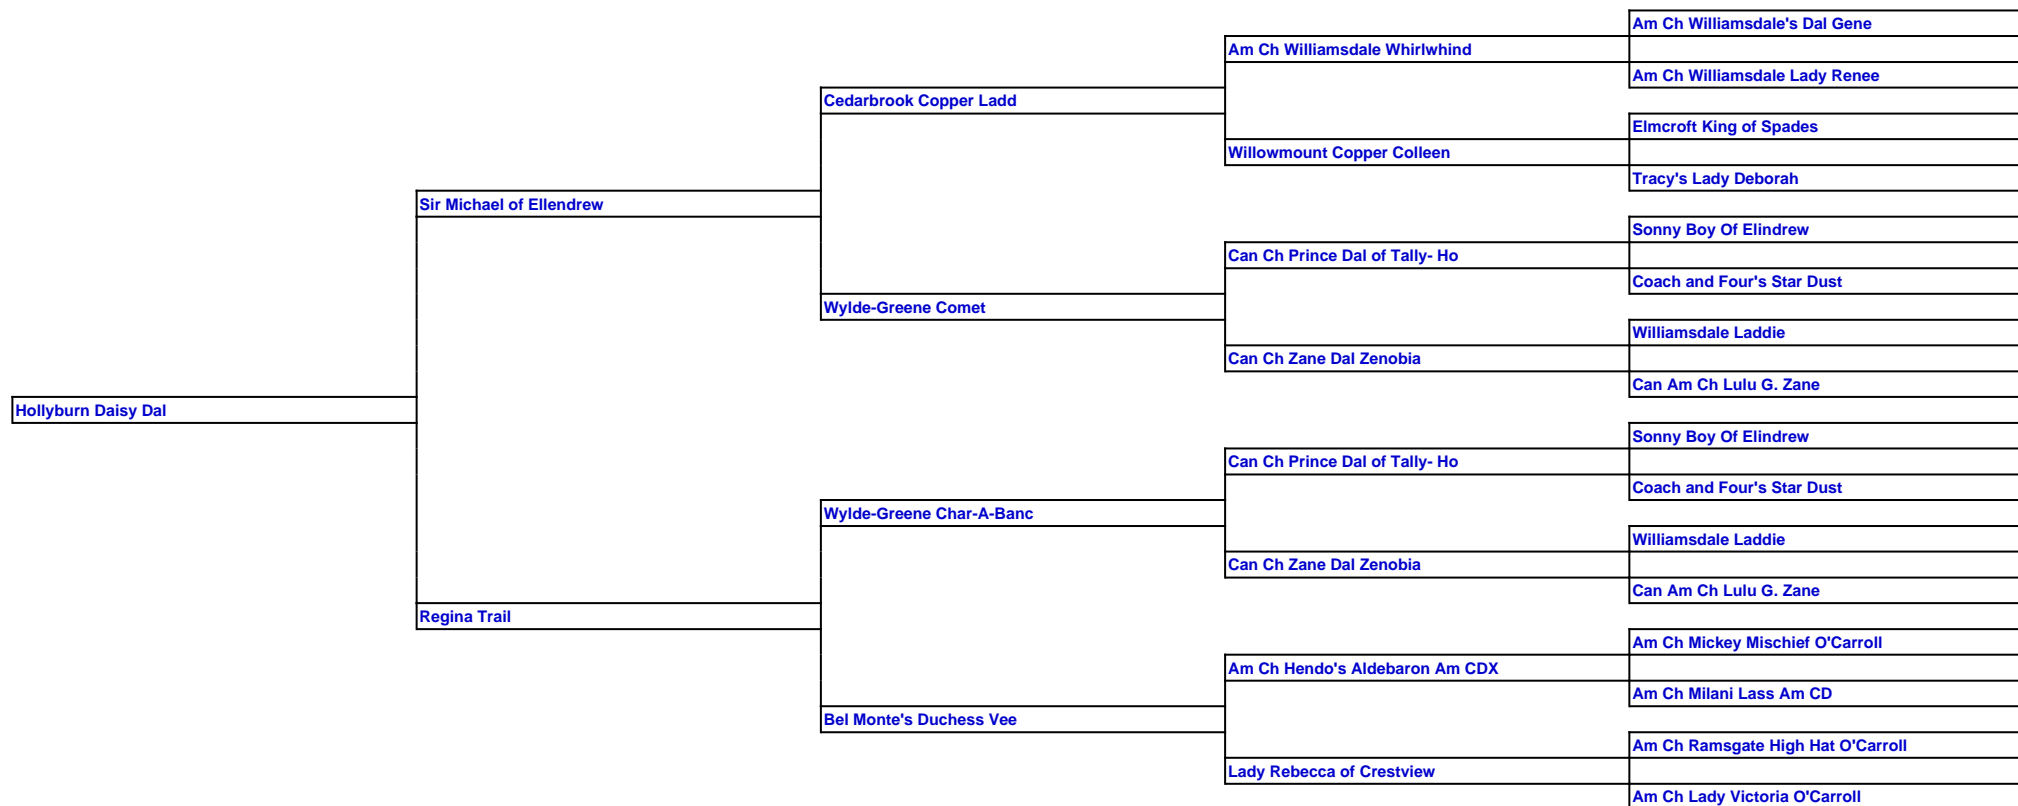 Am Ch Williamsdale's Dal Gene
Am Ch Williamsdale Whirlwhind
Am Ch Williamsdale Lady Renee
Cedarbrook Copper Ladd
Elmcroft King of Spades
Willowmount Copper Colleen
Tracy's Lady Deborah
Sir Michael of Ellendrew
Sonny Boy Of Elindrew
Can Ch Prince Dal of Tally- Ho
Coach and Four's Star Dust
Wylde-Greene Comet
Williamsdale Laddie
Can Ch Zane Dal Zenobia
Can Am Ch Lulu G. Zane
Hollyburn Daisy Dal
Sonny Boy Of Elindrew
Can Ch Prince Dal of Tally- Ho
Coach and Four's Star Dust
Wylde-Greene Char-A-Banc
Williamsdale Laddie
Can Ch Zane Dal Zenobia
Can Am Ch Lulu G. Zane
Regina Trail
Am Ch Mickey Mischief O'Carroll
Am Ch Hendo's Aldebaron Am CDX
Am Ch Milani Lass Am CD
Bel Monte's Duchess Vee
Am Ch Ramsgate High Hat O'Carroll
Lady Rebecca of Crestview
Am Ch Lady Victoria O'Carroll